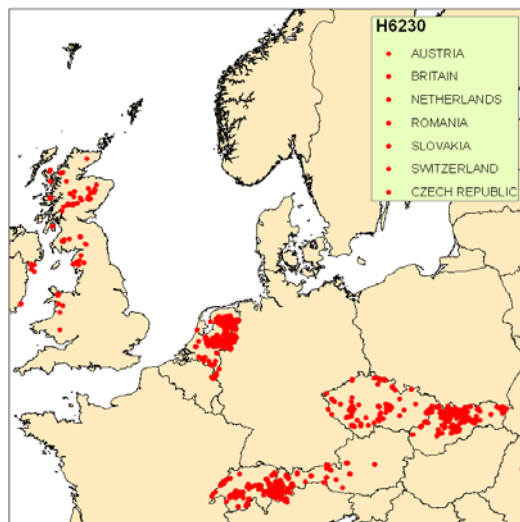 H6230
AUSTRIA
BRITAIN
NETHERLANDS
ROMANIA
SLOVAKIA
SWITZERLAND
CZECH REPUBLIC